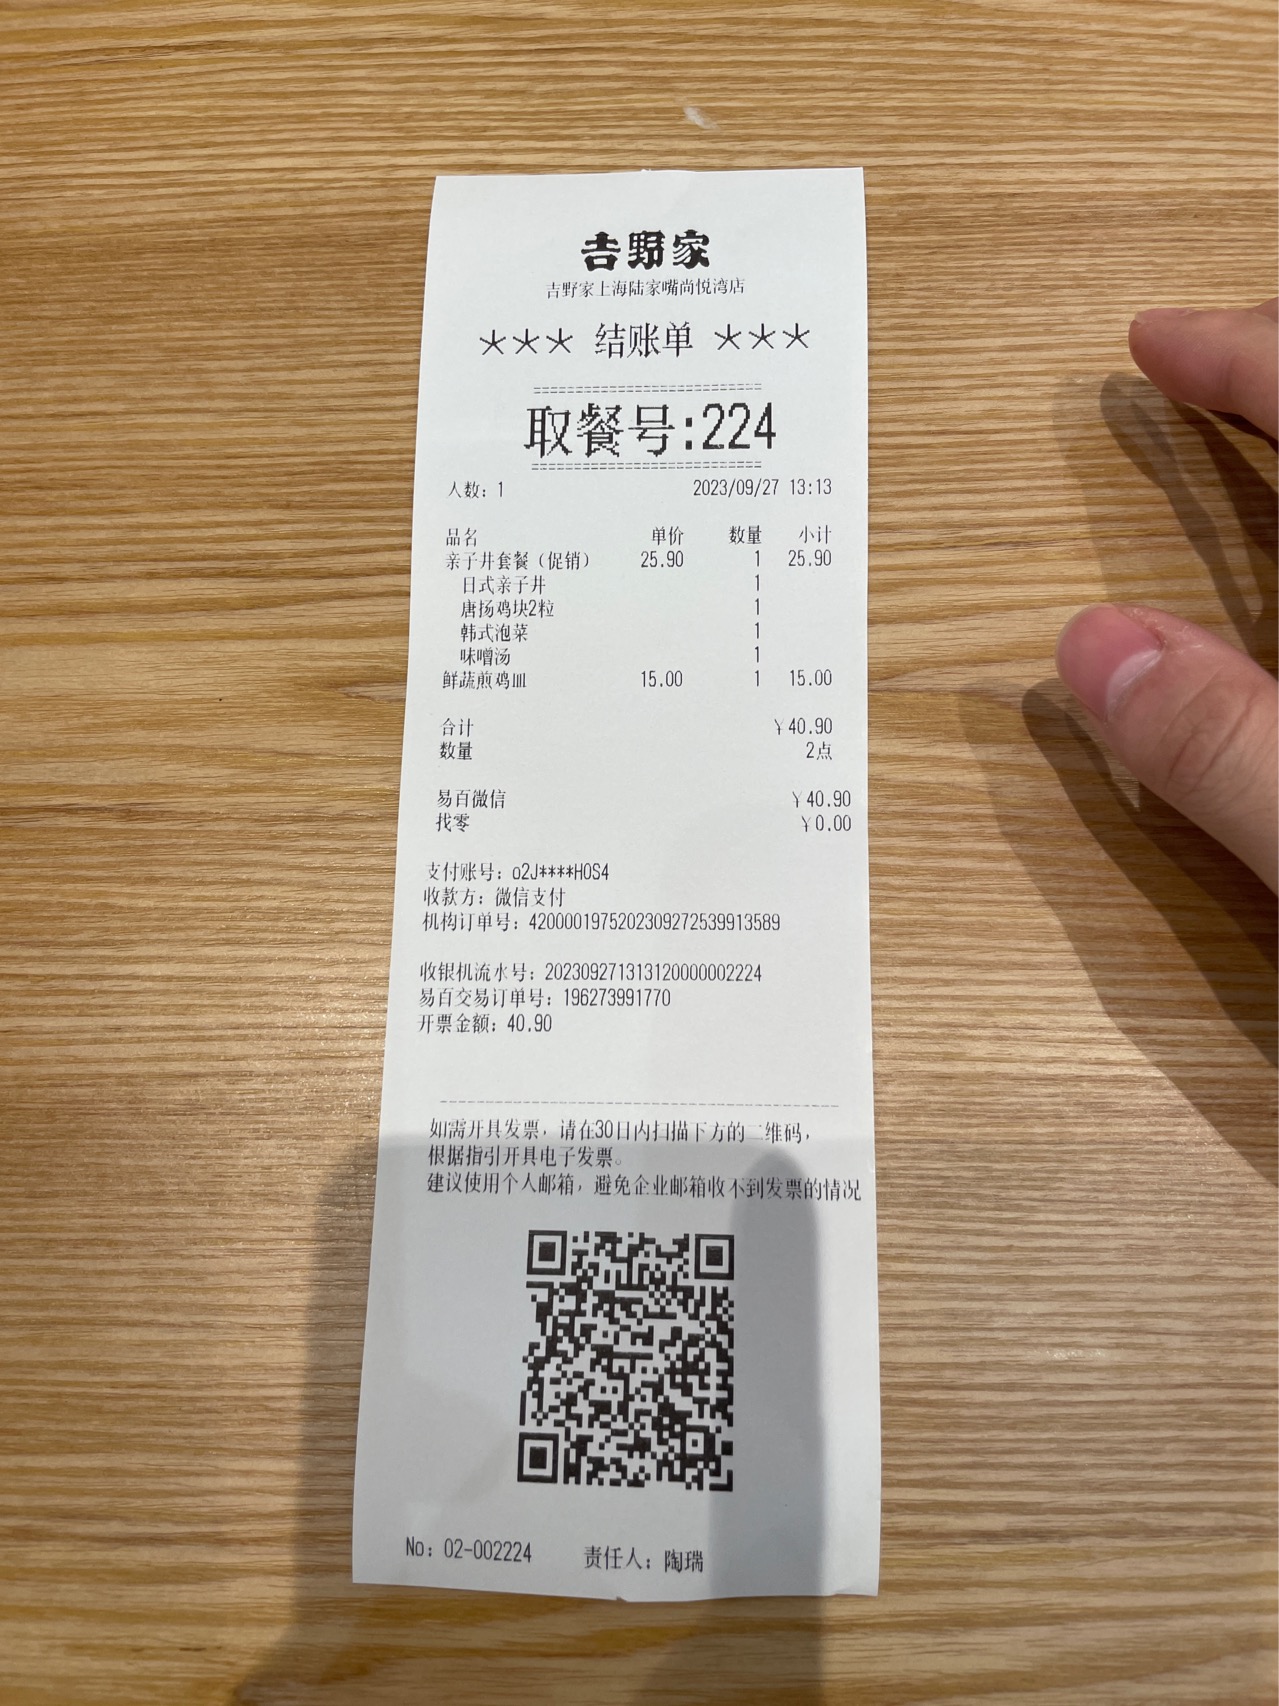 吉野家
吉野家上海陆家嘴尚悦湾店
*** 结账单 ***
============================
取餐号:224
============================
人数: 1 2023/09/27 13:13
品名 单价 数量 小计
亲子丼套餐（促销） 25.90 1 25.90
日式亲子丼 1
唐扬鸡块2粒 1
韩式泡菜 1
味噌汤 1
鲜蔬煎鸡皿 15.00 1 15.00
合计 ¥40.90
数量 2点
易百微信 ¥40.90
找零 ¥0.00
支付账号: o2J****H0S4
收款方: 微信支付
机构订单号: 4200001975202309272539913589
收银机流水号: 202309271313120000002224
易百交易订单号: 196273991770
开票金额: 40.90
如需开具发票，请在30日内扫描下方的二维码，
根据指引开具电子发票。
建议使用个人邮箱，避免企业邮箱收不到发票的情况
No: 02-002224 责任人: 陶瑞